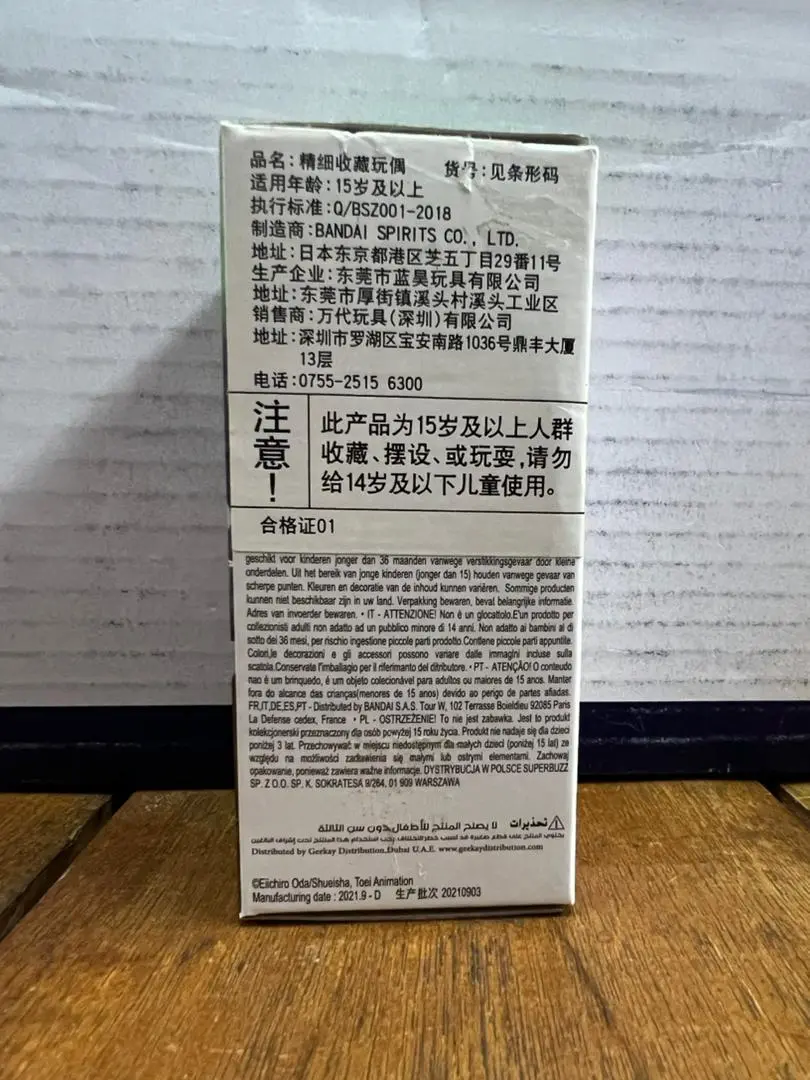 品名:精细收藏玩偶 货号:见条形码
适用年龄:15岁及以上
执行标准:Q/BSZ001-2018
制造商:BANDAI SPIRITS CO., LTD.
地址:日本东京都港区芝五丁目29番11号
生产企业:东莞市蓝昊玩具有限公司
地址:东莞市厚街镇溪头村溪头工业区
销售商:万代玩具(深圳)有限公司
地址:深圳市罗湖区宝安南路1036号鼎丰大厦
13层
电话:0755-2515 6300
注意!
此产品为15岁及以上人群
收藏、摆设、或玩耍,请勿
给14岁及以下儿童使用。
合格证01
geschikt voor kinderen jonger dan 36 maanden vanwege verstikkingsgevaar door kleine
onderdelen. Uit het bereik van jonge kinderen (jonger dan 15) houden vanwege gevaar van
scherpe punten. Kleuren en decoratie van de inhoud kunnen variëren. Sommige producten
kunnen niet beschikbaar zijn in uw land. Verpakking bewaren, bevat belangrijke informatie.
Adres van invoerder bewaren. • IT - ATTENZIONE! Non è un giocattolo.E'un prodotto per
collezionisti adulti non adatto ad un pubblico minore di 14 anni. Non adatto ai bambini al di
sotto dei 36 mesi, per rischio ingestione piccole parti prodotto.Contiene piccole parti appuntite.
Colori,le decorazioni e gli accessori possono variare dalle immagini incluse sulla
scatola.Conservate l'imballagio per il riferimento del ditributore. • PT - ATENÇÃO! O conteudo
nao é um brinquedo, é um objeto colecionável para adultos ou maiores de 15 anos. Manter
fora do alcance das crianças(menores de 15 anos) devido ao perigo de partes afiadas.
FR,IT,DE,ES,PT - Distributed by BANDAI S.A.S. Tour W, 102 Terrasse Boieldieu 92085 Paris
La Defense cedex, France • PL - OSTRZEŻENIE! To nie jest zabawka. Jest to produkt
kolekcjonerski przeznaczony dla osób powyżej 15 roku życia. Produkt nie nadaje się dla dzieci
poniżej 3 lat. Przechowywać w miejscu niedostępnym dla małych dzieci (poniżej 15 lat) ze
względu na możliwości zadławienia się małymi lub ostrymi elementami. Zachowaj
opakowanie, ponieważ zawiera ważne informacje. DYSTRYBUCJA W POLSCE SUPERBUZZ
SP. Z O.O. SP. K. SOKRATESA 9/264, 01 909 WARSZAWA
تحذيرات لا يصلح المنتج للأطفال دون سن الثالثة
Distributed by Geekay Distribution,Dubai U.A.E. www.geekaydistribution.com
©Eiichiro Oda/Shueisha, Toei Animation
Manufacturing date : 2021.9 - D 生产批次 20210903